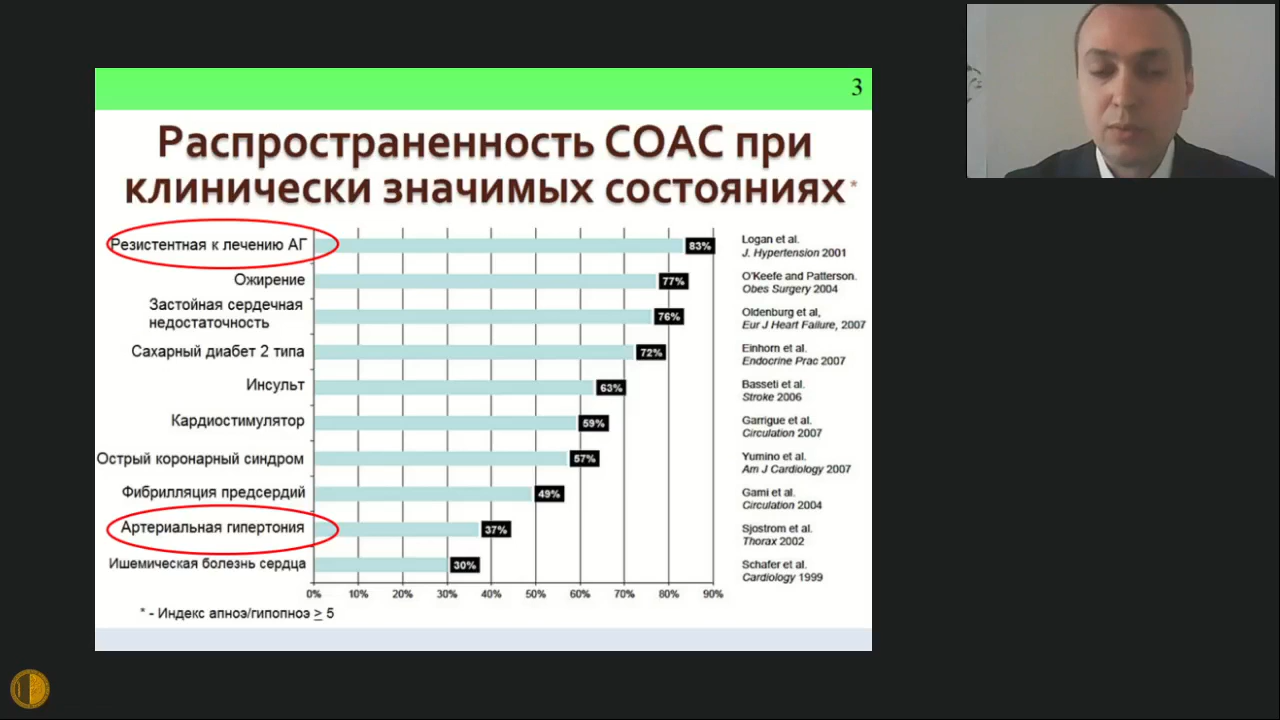 3
Распространенность СОАС при
клинически значимых состояниях*
Резистентная к лечению АГ
83%
Logan et al.
J. Hypertension 2001
Ожирение
77%
O'Keefe and Patterson.
Obes Surgery 2004
Застойная сердечная
недостаточность
76%
Oldenburg et al,
Eur J Heart Failure, 2007
Сахарный диабет 2 типа
72%
Einhorn et al.
Endocrine Prac 2007
Инсульт
63%
Basseti et al.
Stroke 2006
Кардиостимулятор
59%
Garrigue et al.
Circulation 2007
Острый коронарный синдром
57%
Yumino et al.
Am J Cardiology 2007
Фибрилляция предсердий
49%
Gami et al.
Circulation 2004
Артериальная гипертония
37%
Sjostrom et al.
Thorax 2002
Ишемическая болезнь сердца
30%
Schafer et al.
Cardiology 1999
0% 10% 20% 30% 40% 50% 60% 70% 80% 90%
* - Индекс апноэ/гипопноэ ≥ 5